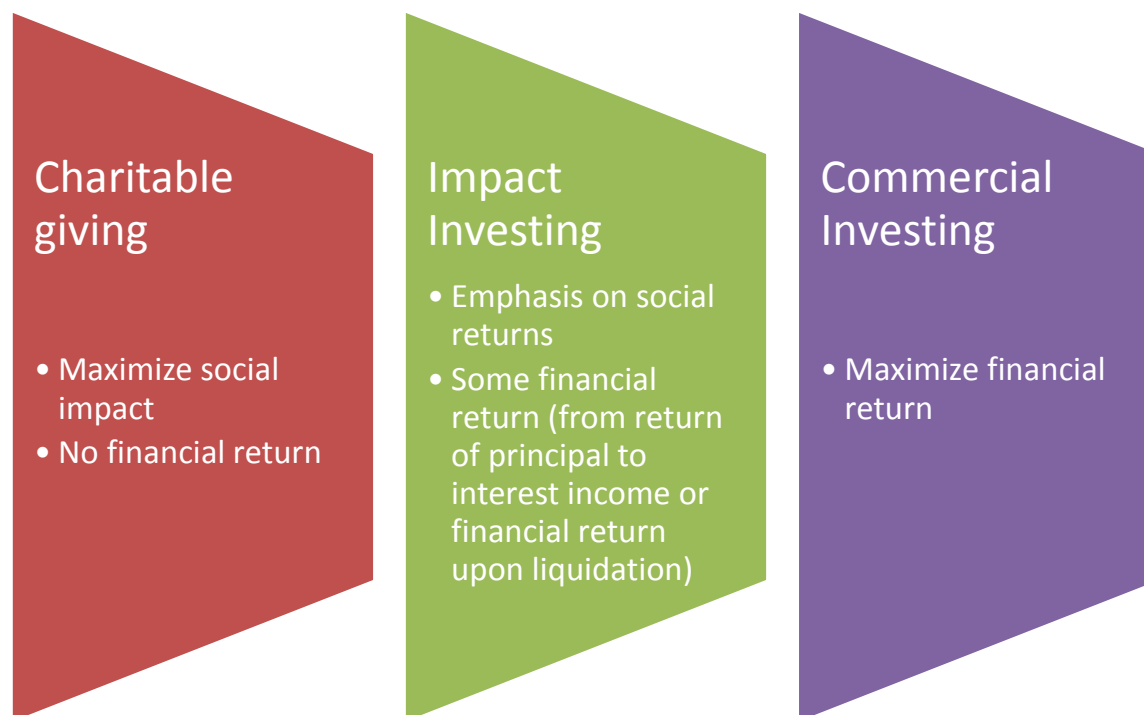 Charitable
giving
• Maximize social
impact
• No financial return
Impact
Investing
• Emphasis on social
returns
• Some financial
return (from return
of principal to
interest income or
financial return
upon liquidation)
Commercial
Investing
• Maximize financial
return